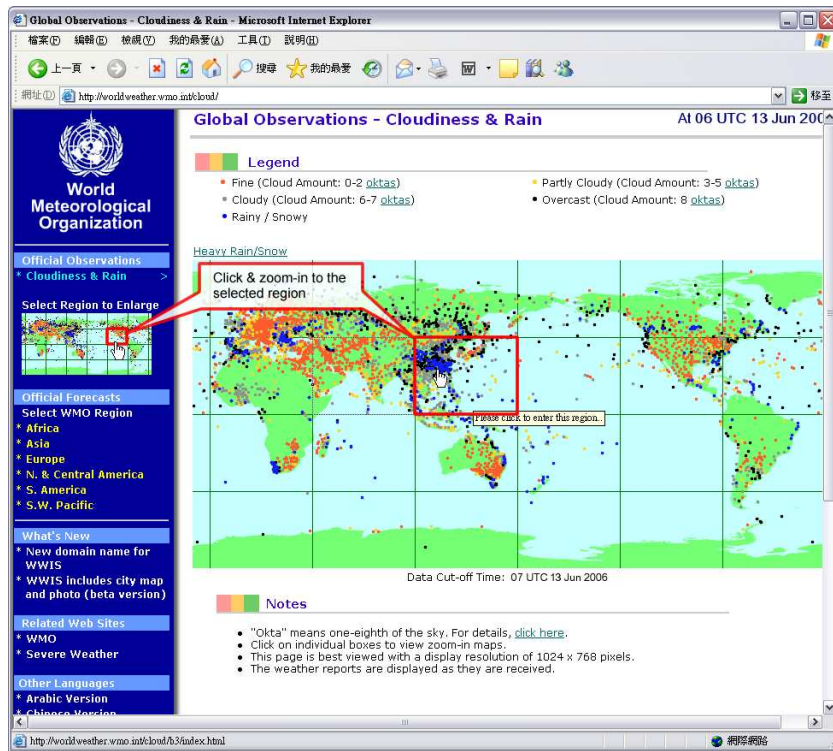 Global Observations - Cloudiness & Rain - Microsoft Internet Explorer
檔案(F) 編輯(E) 檢視(V) 我的最愛(A) 工具(T) 說明(H)
上一頁 搜尋 我的最愛
網址(D) http://worldweather.wmo.int/cloud/ 移至
World
Meteorological
Organization
Official Observations
* Cloudiness & Rain >
Select Region to Enlarge
Official Forecasts
Select WMO Region
* Africa
* Asia
* Europe
* N. & Central America
* S. America
* S.W. Pacific
What's New
* New domain name for
WWIS
* WWIS includes city map
and photo (beta version)
Related Web Sites
* WMO
* Severe Weather
Other Languages
* Arabic Version
* Chinese Version
Global Observations - Cloudiness & Rain At 06 UTC 13 Jun 200
Legend
• Fine (Cloud Amount: 0-2 oktas) • Partly Cloudy (Cloud Amount: 3-5 oktas)
• Cloudy (Cloud Amount: 6-7 oktas) • Overcast (Cloud Amount: 8 oktas)
• Rainy / Snowy
Heavy Rain/Snow
Click & zoom-in to the
selected region
Please click to enter this region..
Data Cut-off Time: 07 UTC 13 Jun 2006
Notes
• "Okta" means one-eighth of the sky. For details, click here.
• Click on individual boxes to view zoom-in maps.
• This page is best viewed with a display resolution of 1024 x 768 pixels.
• The weather reports are displayed as they are received.
http://worldweather.wmo.int/cloud/b3/index.html 網際網路